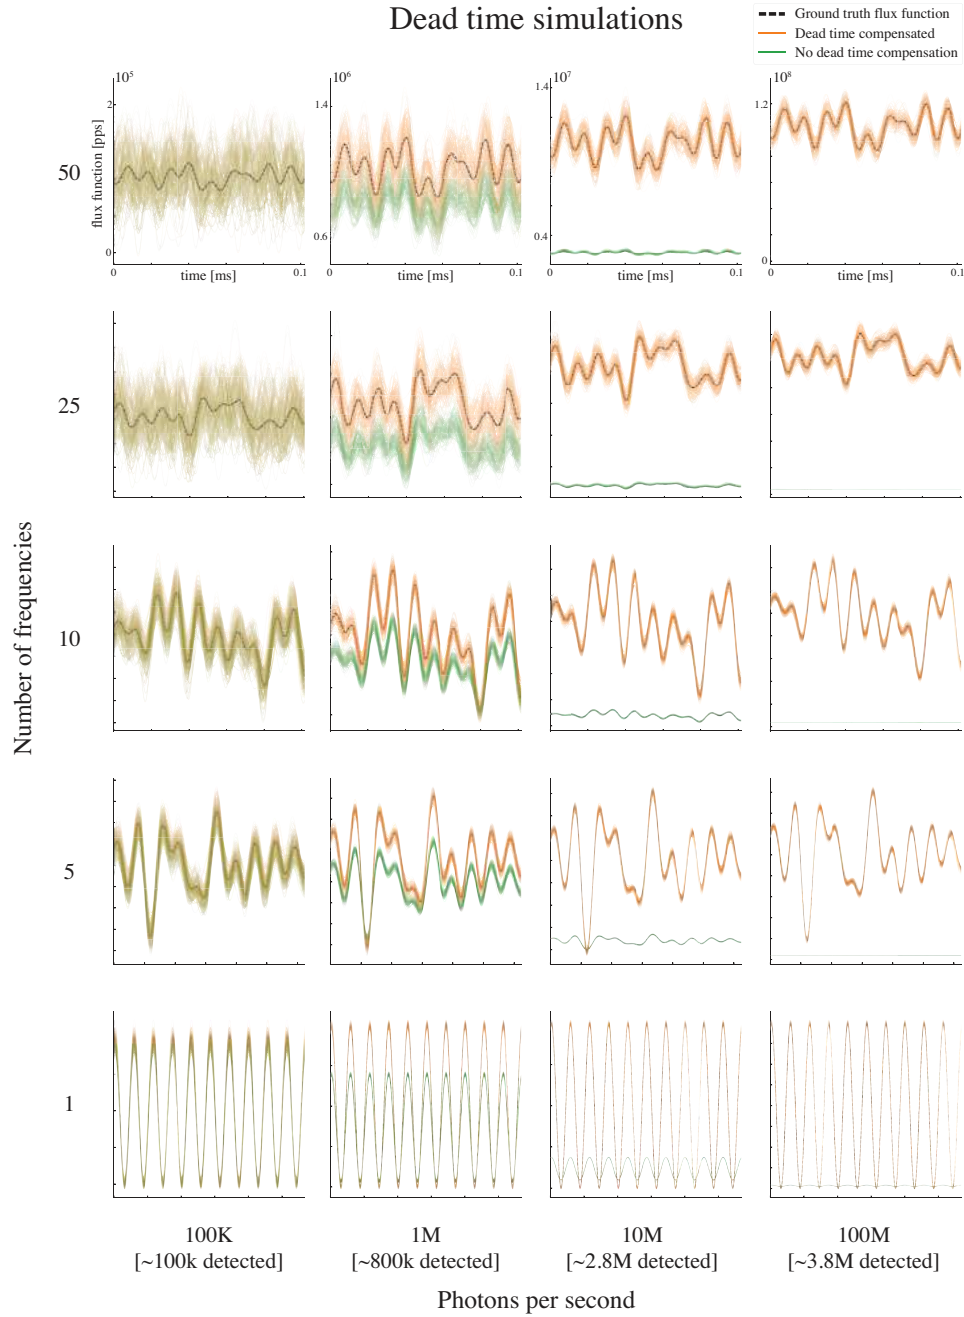 Dead time simulations
Ground truth flux function
Dead time compensated
No dead time compensation
10⁵
10⁶
10⁷
10⁸
2
1.4
1.4
1.2
50
flux function [pps]
0
0.6
0.4
0
0
0.1
0
0.1
0
0.1
0
0.1
time [ms]
time [ms]
time [ms]
time [ms]
25
Number of frequencies
10
5
1
100K
1M
10M
100M
[~100k detected]
[~800k detected]
[~2.8M detected]
[~3.8M detected]
Photons per second